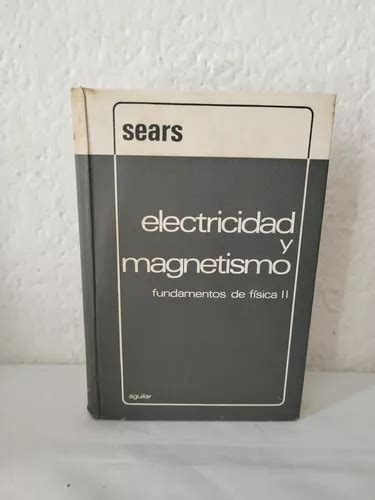 sears
electricidad
y
magnetismo
fundamentos de física II
aguilar